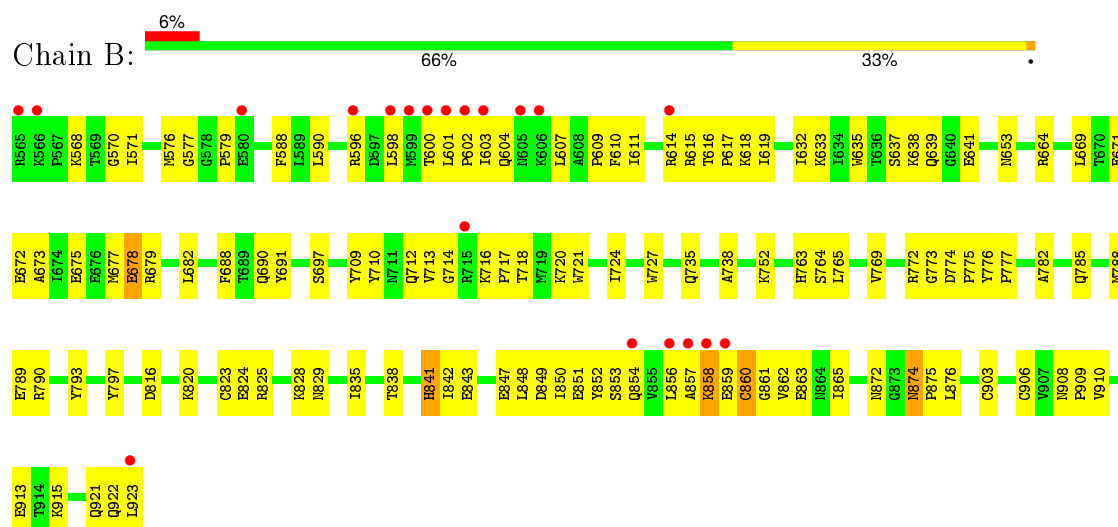 6%
Chain B:
66% 33% •
R565 K566 P567 K568 T569 G570 I571 M576 G577 G578 P579 E580 F588 L589 L590 R596 D597 L598 M599 T600 L601 P602 I603 Q604 N605 K606 L607 A608 P609 F610 I611 R614 R615 T616 P617 K618 I619 I632 K633 I634 W635 T636 S637 K638 Q639 G640 E641 N653 R664 L669 T670
E672 A673 I674 E675 E676 M677 E678 R679 L682 F688 T689 Q690 Y691 S697 Y709 Y710 N711 Q712 V713 G714 R715 K716 P717 T718 M719 K720 W721 I724 W727 Q735 A738 K752 H763 S764 L765 V769 R772 G773 D774 P775 Y776 P777 A782 Q785
E789 R790 Y793 Y797 D816 K820 C823 E824 R825 K828 N829 I835 T838 H841 I842 E843 E847 L848 D849 I850 E851 Y852 S853 Q854 V855 L856 A857 K858 E859 C860 G861 V862 E863 N864 I865 N872 G873 N874 P875 L876 C903 C906 V907 N908 P909 V910
E913 T914 K915 Q921 Q922 L923